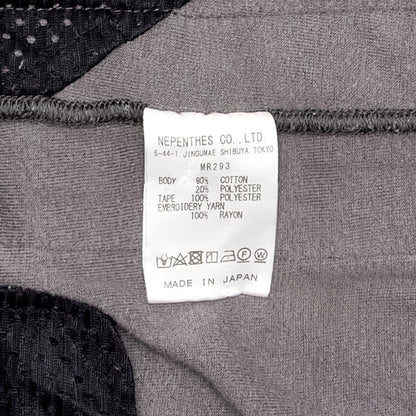 NEPENTHES CO., LTD.
5-44-1, JINGUMAE SHIBUYA TOKYO
MR293
BODY 80% COTTON
20% POLYESTER
TAPE 100% POLYESTER
EMBROIDERY YARN
100% RAYON
MADE IN JAPAN